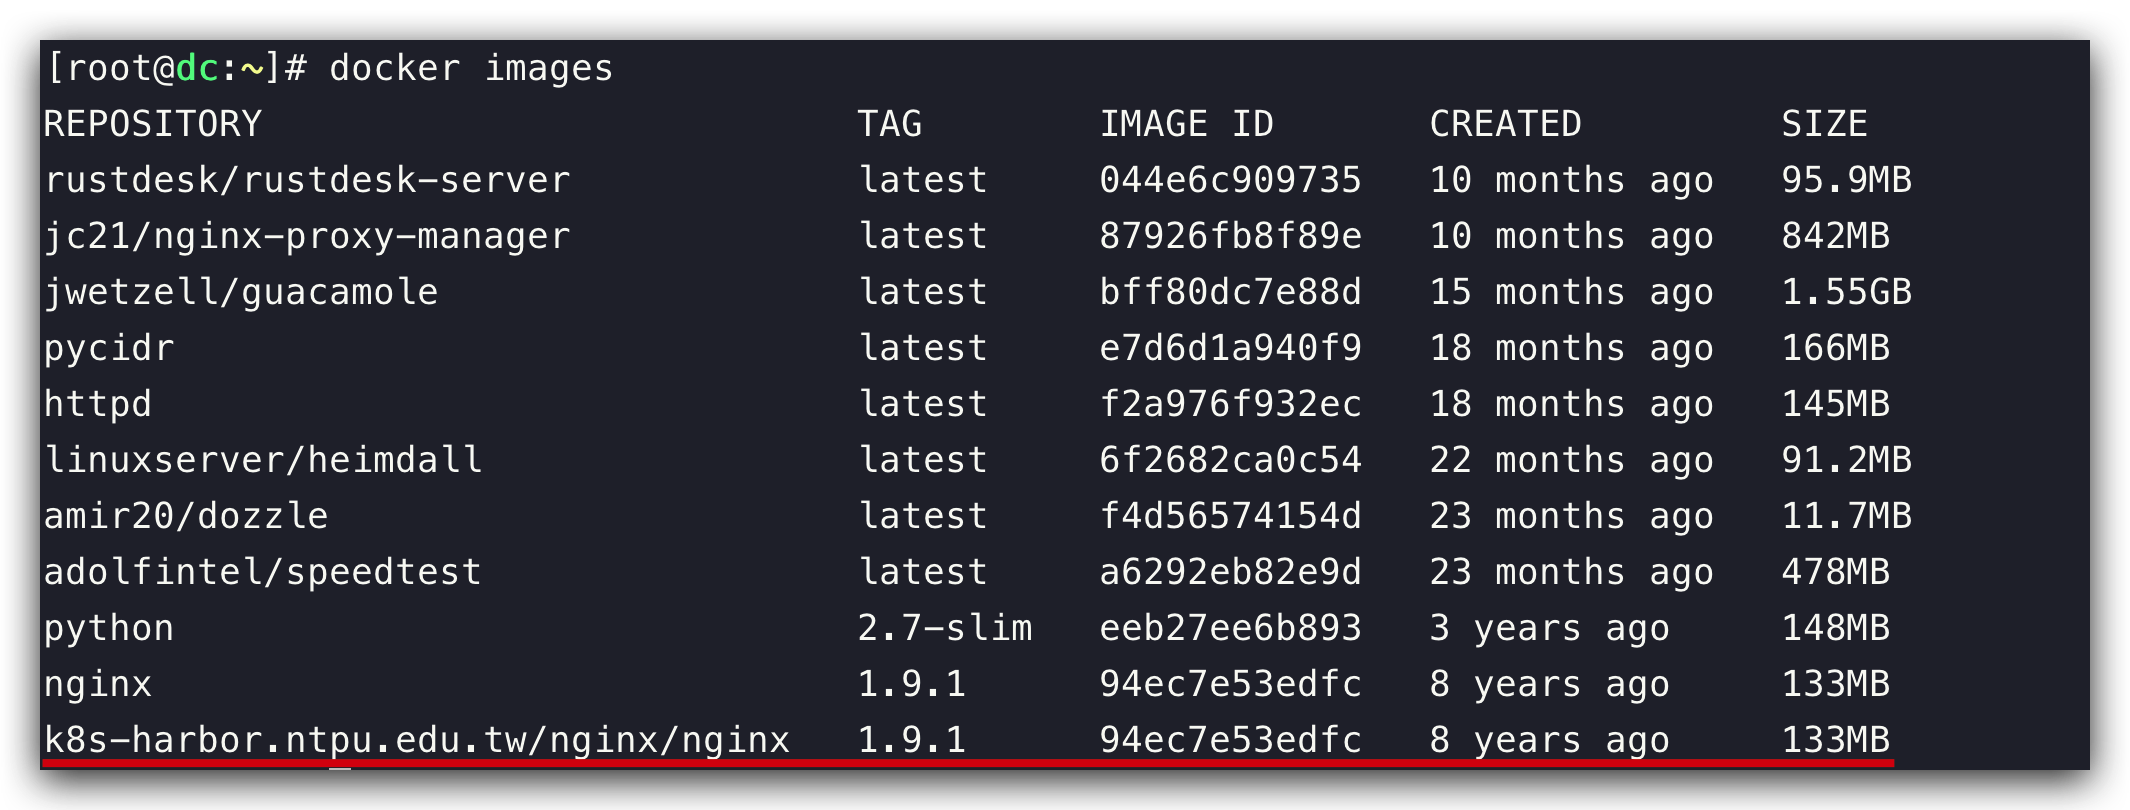 [root@dc:~]# docker images
REPOSITORY TAG IMAGE ID CREATED SIZE
rustdesk/rustdesk-server latest 044e6c909735 10 months ago 95.9MB
jc21/nginx-proxy-manager latest 87926fb8f89e 10 months ago 842MB
jwetzell/guacamole latest bff80dc7e88d 15 months ago 1.55GB
pycidr latest e7d6d1a940f9 18 months ago 166MB
httpd latest f2a976f932ec 18 months ago 145MB
linuxserver/heimdall latest 6f2682ca0c54 22 months ago 91.2MB
amir20/dozzle latest f4d56574154d 23 months ago 11.7MB
adolfintel/speedtest latest a6292eb82e9d 23 months ago 478MB
python 2.7-slim eeb27ee6b893 3 years ago 148MB
nginx 1.9.1 94ec7e53edfc 8 years ago 133MB
k8s-harbor.ntpu.edu.tw/nginx/nginx 1.9.1 94ec7e53edfc 8 years ago 133MB